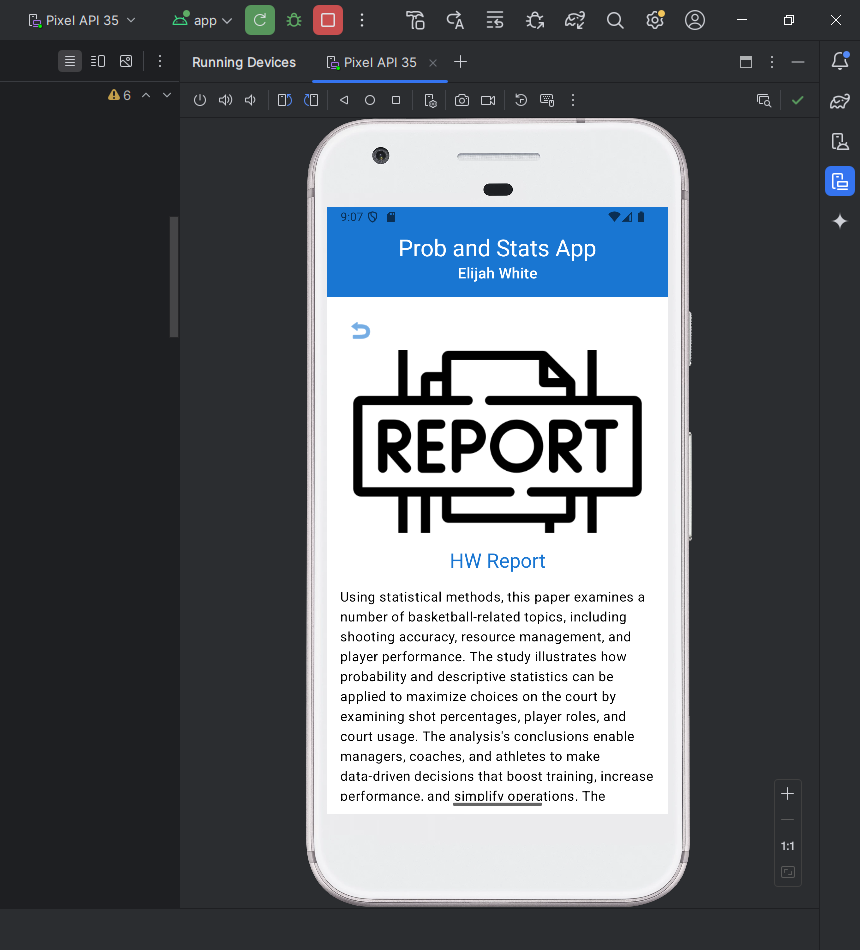 Pixel API 35
app
Running Devices
Pixel API 35
6
9:07
Prob and Stats App
Elijah White
REPORT
HW Report
Using statistical methods, this paper examines a
number of basketball-related topics, including
shooting accuracy, resource management, and
player performance. The study illustrates how
probability and descriptive statistics can be
applied to maximize choices on the court by
examining shot percentages, player roles, and
court usage. The analysis's conclusions enable
managers, coaches, and athletes to make
data-driven decisions that boost training, increase
performance, and simplify operations. The
1:1